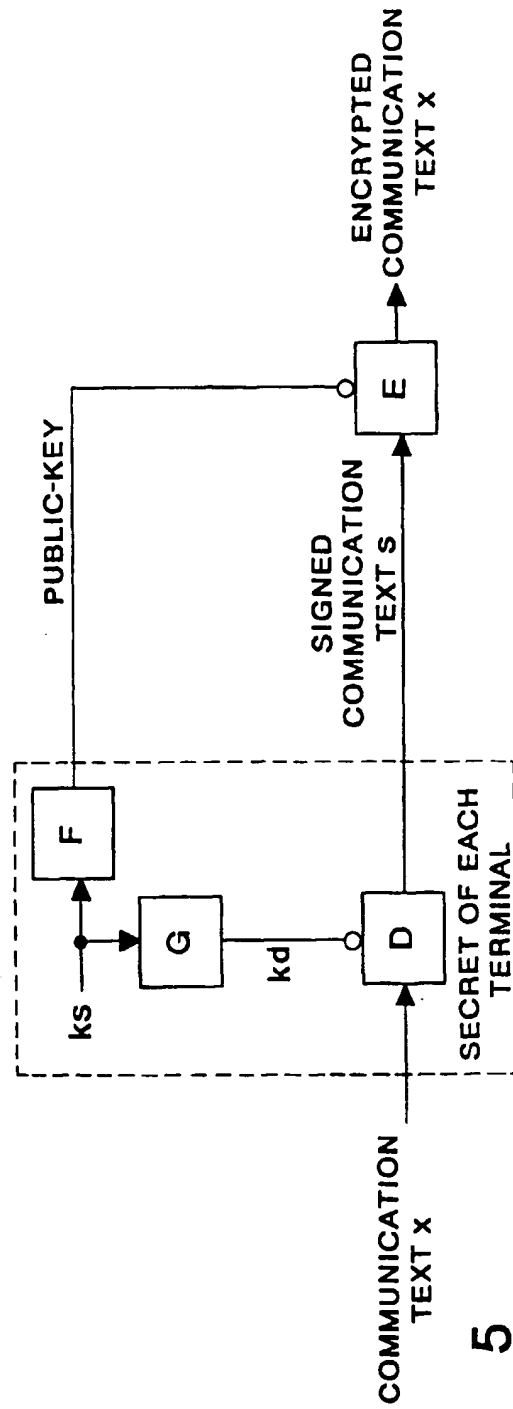 PUBLIC-KEY
F
ks
G
kd
D
E
SIGNED
COMMUNICATION
TEXT s
ENCRYPTED
COMMUNICATION
TEXT x
COMMUNICATION
TEXT x
SECRET OF EACH
TERMINAL
5